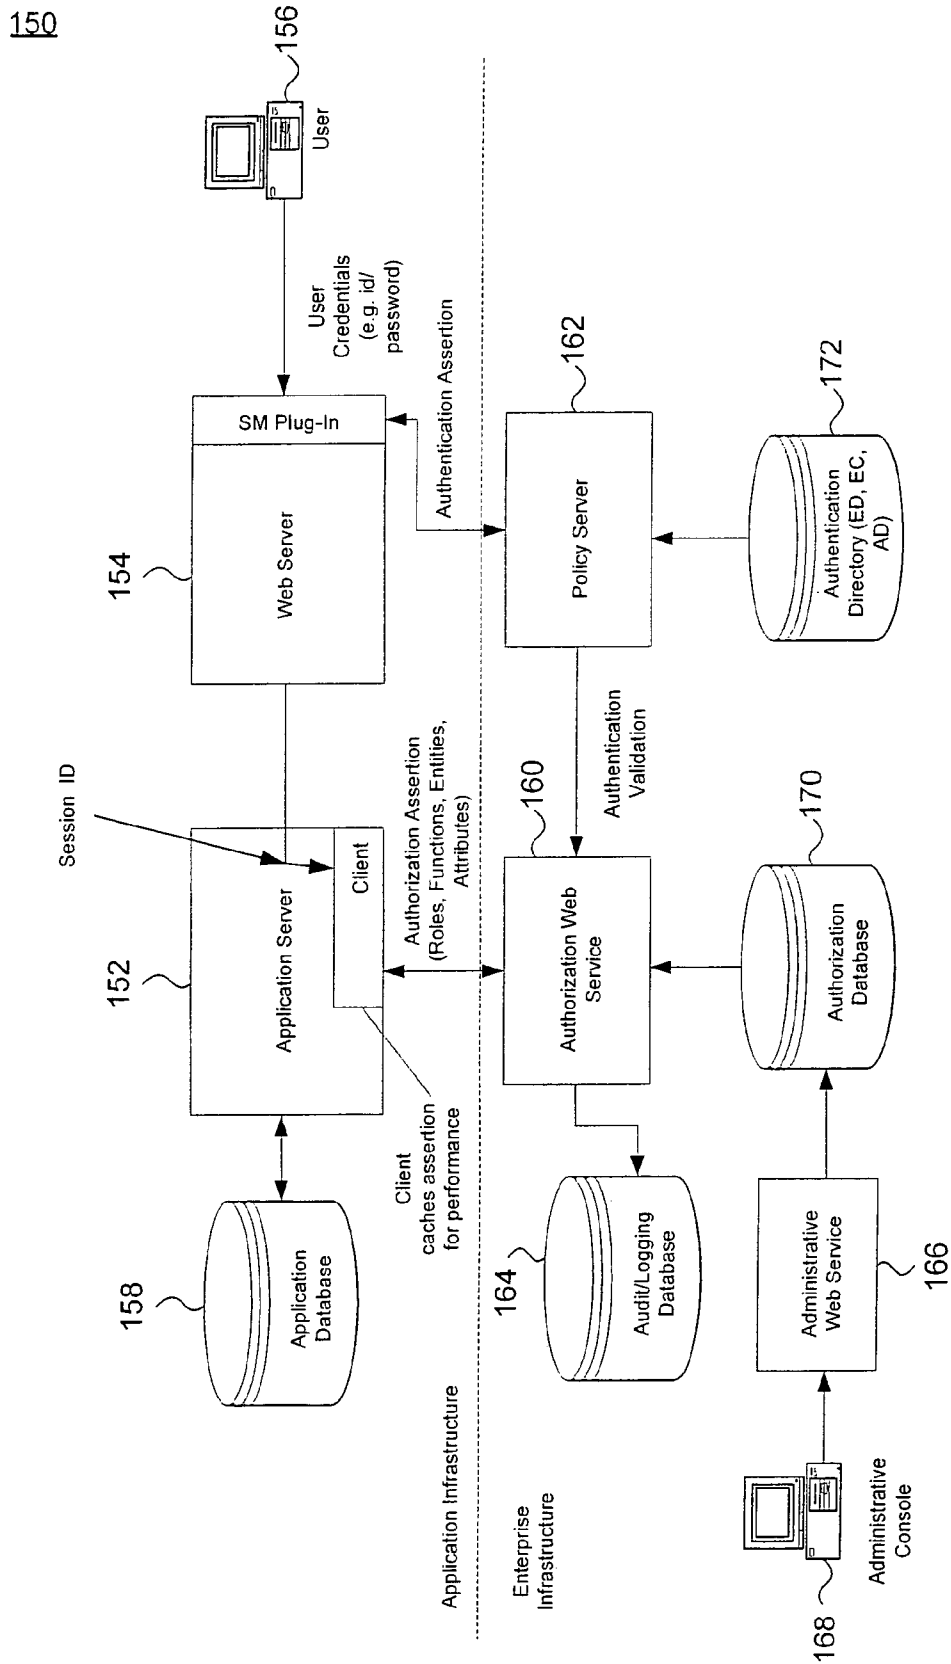 150
156
User
User
Credentials
(e.g. id/
password)
SM Plug-In
Web Server
154
Authentication Assertion
Session ID
Application Server
Client
152
Authorization Assertion
(Roles, Functions, Entities,
Attributes)
Client
caches assertion
for performance
Application
Database
158
Application Infrastructure
Enterprise
Infrastructure
162
Policy Server
172
Authentication
Directory (ED, EC,
AD)
Authentication
Validation
160
Authorization Web
Service
170
Authorization
Database
164
Audit/Logging
Database
Administrative
Web Service
166
168
Administrative
Console